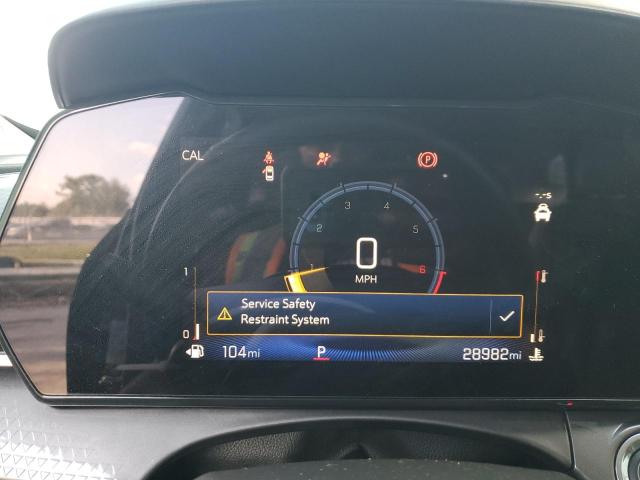 CAL
P
3 4
2 5
1 6
0
MPH
-.-s
1
0
Service Safety
Restraint System
104mi P 28982mi